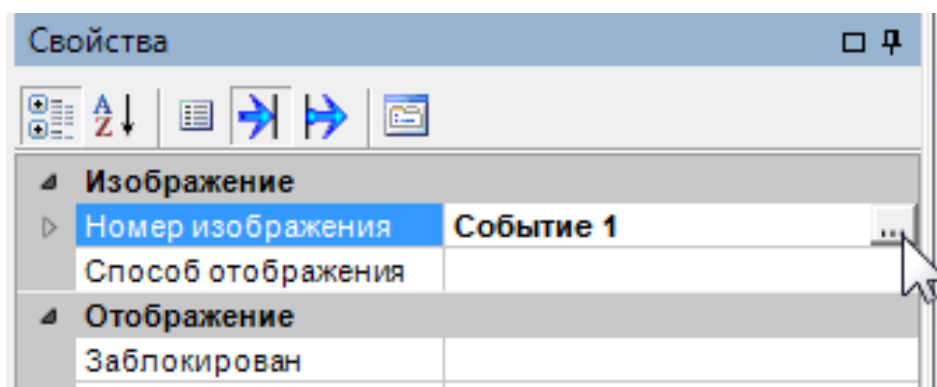 Свойства
A
Z
Изображение
Номер изображения Событие 1 ...
Способ отображения
Отображение
Заблокирован